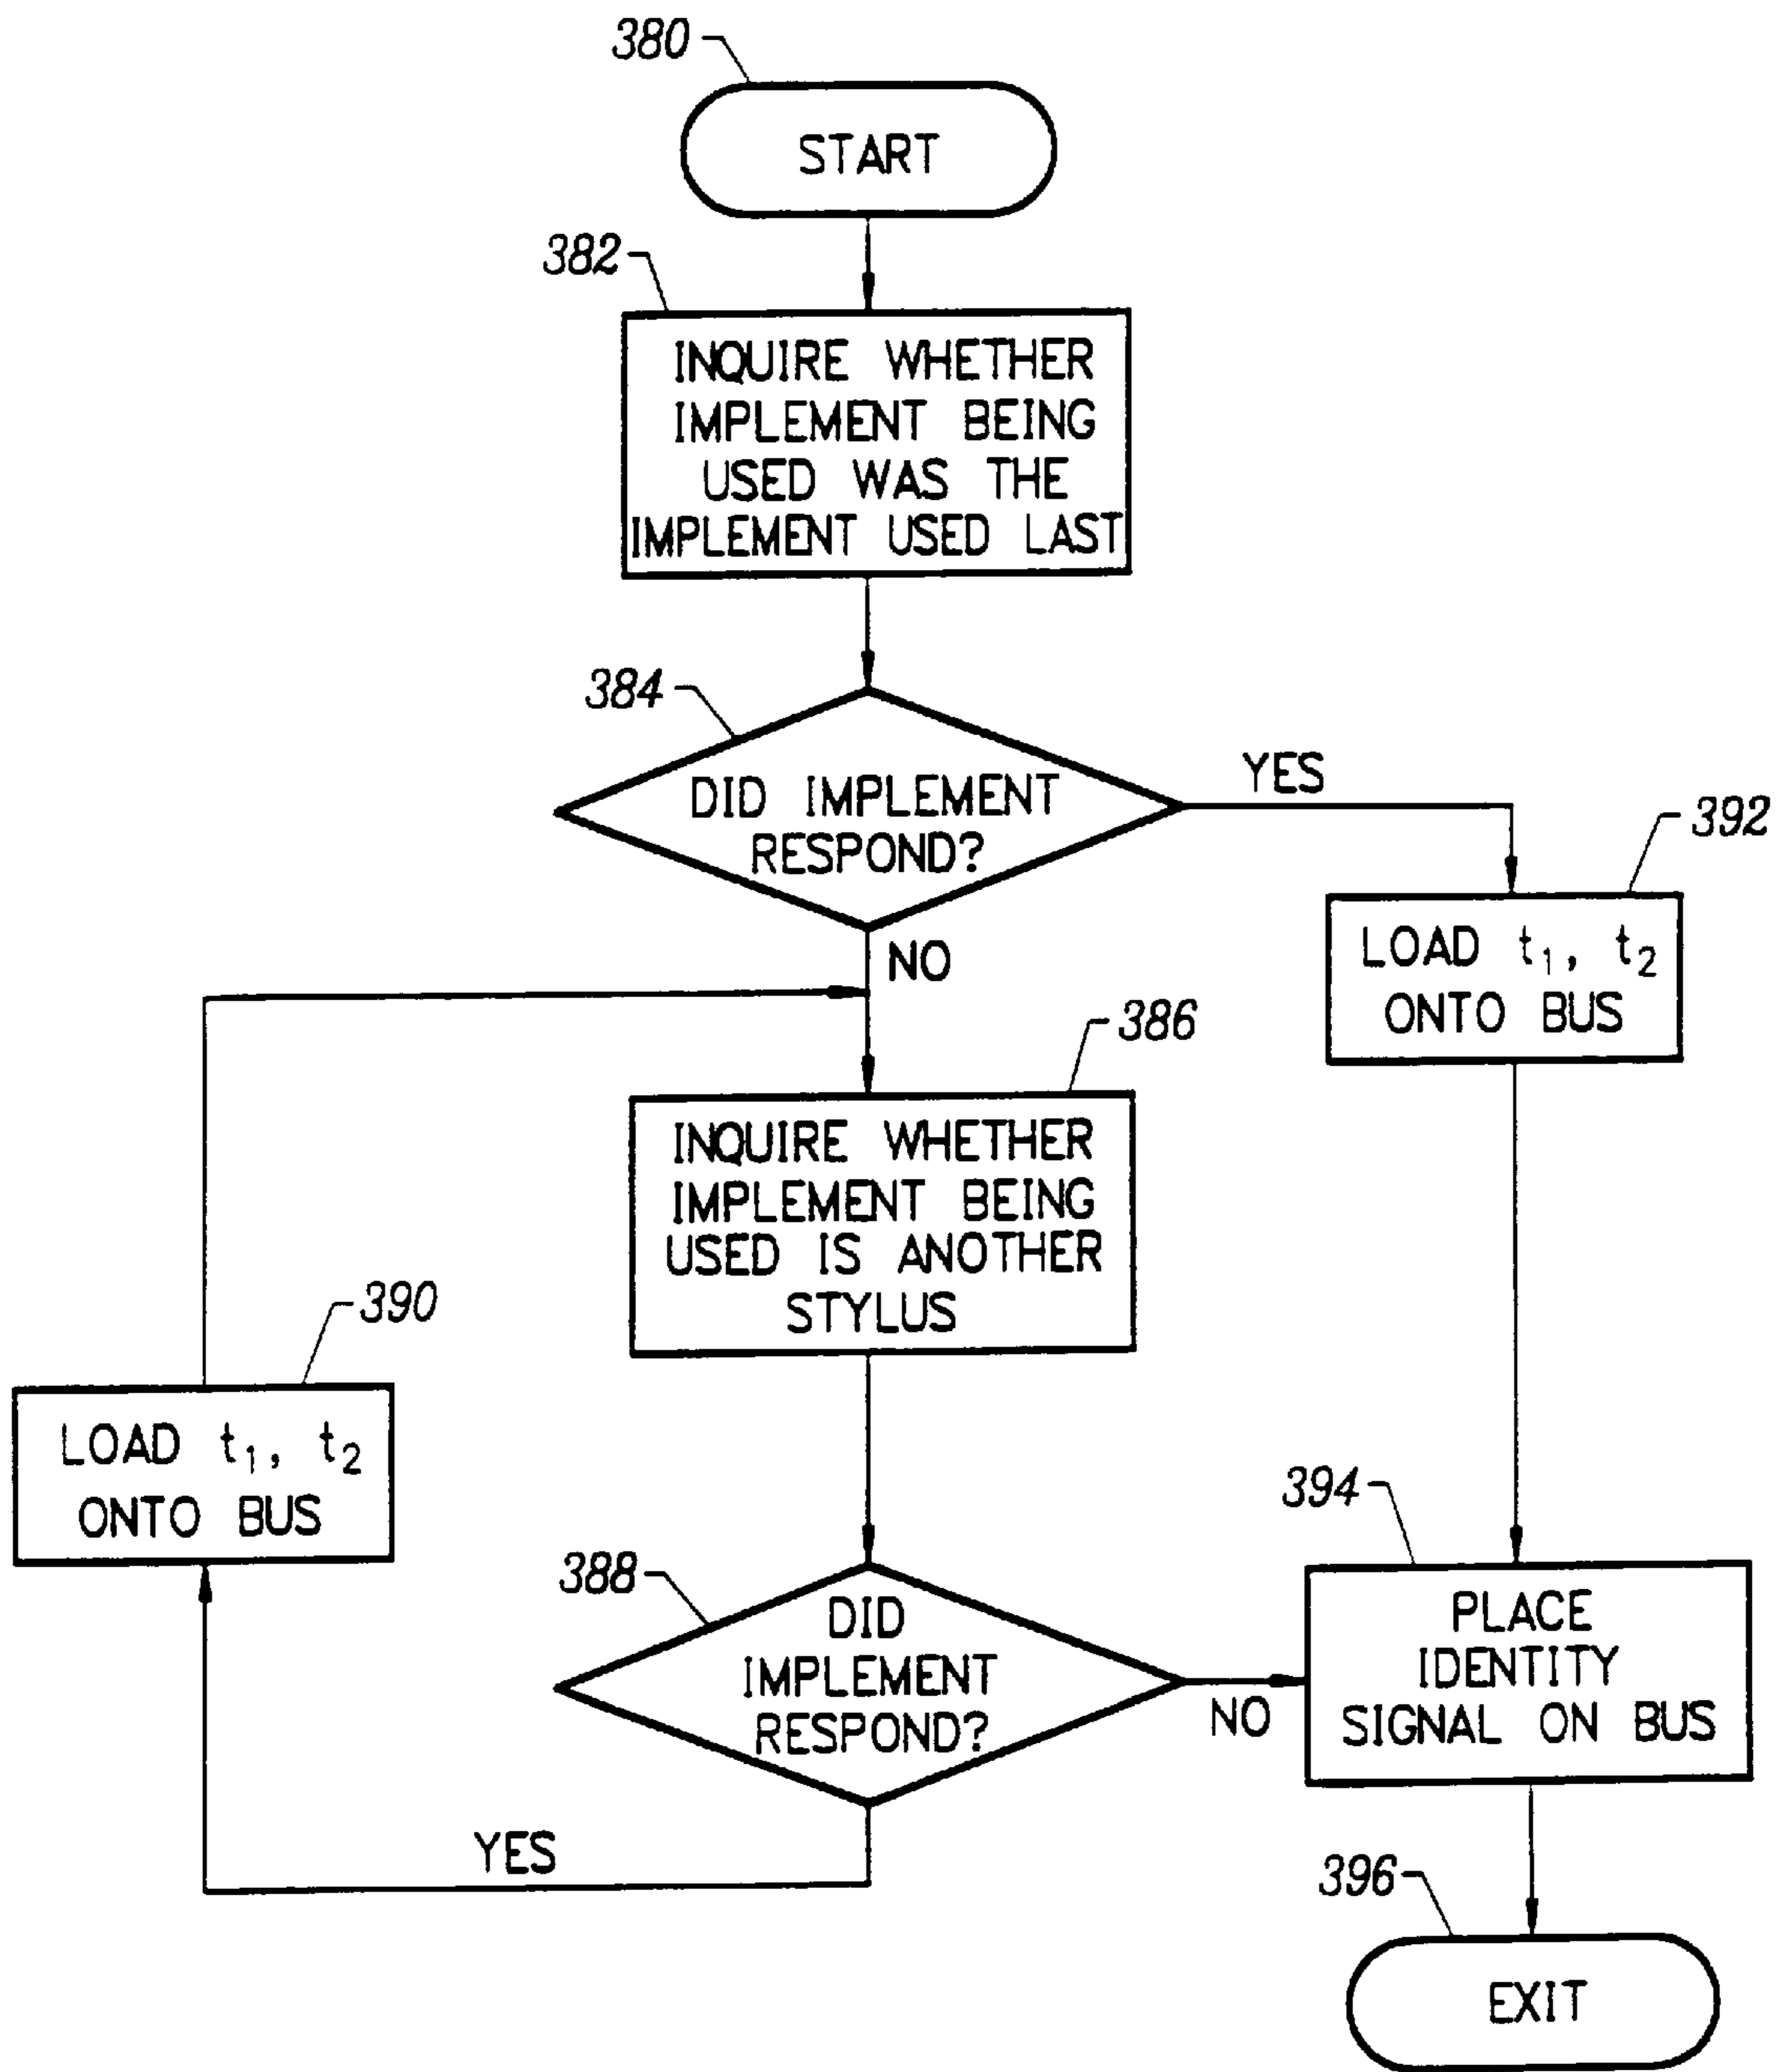 380
START
382
INQUIRE WHETHER
IMPLEMENT BEING
USED WAS THE
IMPLEMENT USED LAST
384
DID IMPLEMENT
RESPOND?
YES
392
LOAD t₁, t₂
ONTO BUS
NO
386
INQUIRE WHETHER
IMPLEMENT BEING
USED IS ANOTHER
STYLUS
390
LOAD t₁, t₂
ONTO BUS
388
DID
IMPLEMENT
RESPOND?
NO
YES
394
PLACE
IDENTITY
SIGNAL ON BUS
396
EXIT